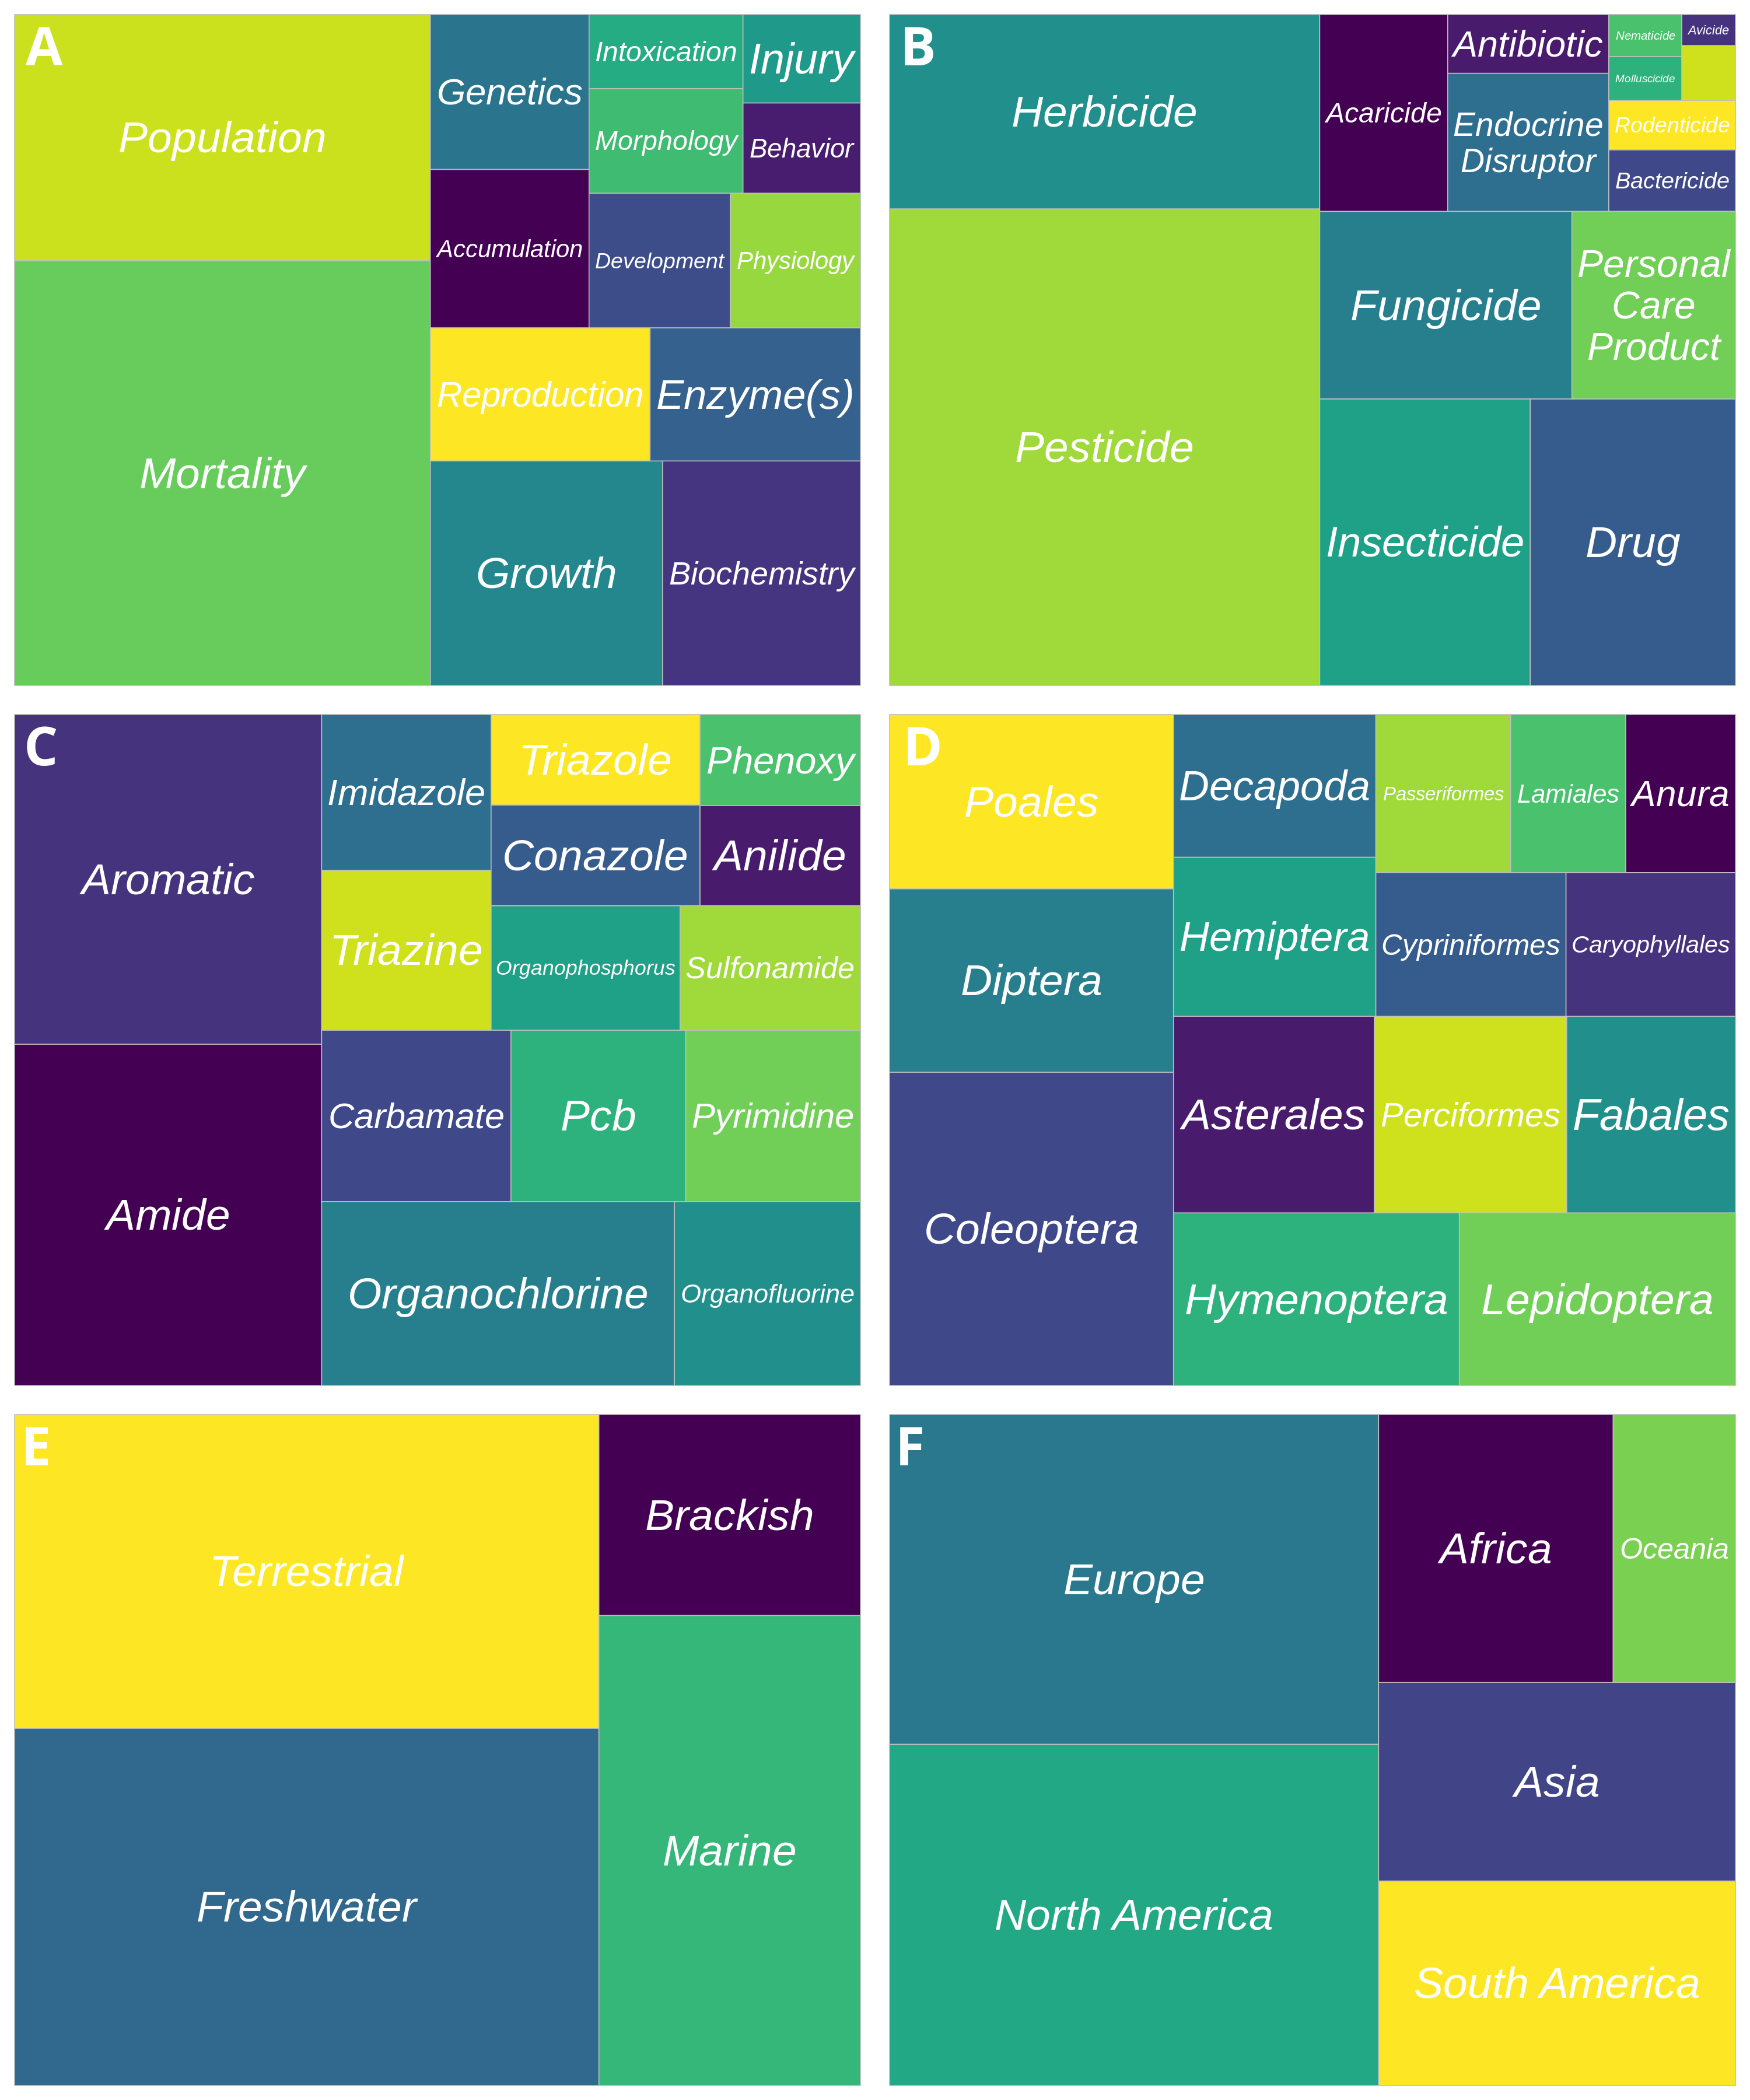 A
Population
Mortality
Genetics
Accumulation
Intoxication
Morphology
Injury
Behavior
Development
Physiology
Reproduction
Enzyme(s)
Growth
Biochemistry
B
Herbicide
Pesticide
Acaricide
Antibiotic
Endocrine
Disruptor
Nematicide
Molluscicide
Avicide
Rodenticide
Bactericide
Fungicide
Personal
Care
Product
Insecticide
Drug
C
Aromatic
Amide
Imidazole
Triazine
Triazole
Phenoxy
Conazole
Anilide
Organophosphorus
Sulfonamide
Carbamate
Pcb
Pyrimidine
Organochlorine
Organofluorine
D
Poales
Diptera
Coleoptera
Decapoda
Hemiptera
Passeriformes
Lamiales
Anura
Cypriniformes
Caryophyllales
Asterales
Perciformes
Fabales
Hymenoptera
Lepidoptera
E
Terrestrial
Freshwater
Brackish
Marine
F
Europe
North America
Africa
Oceania
Asia
South America